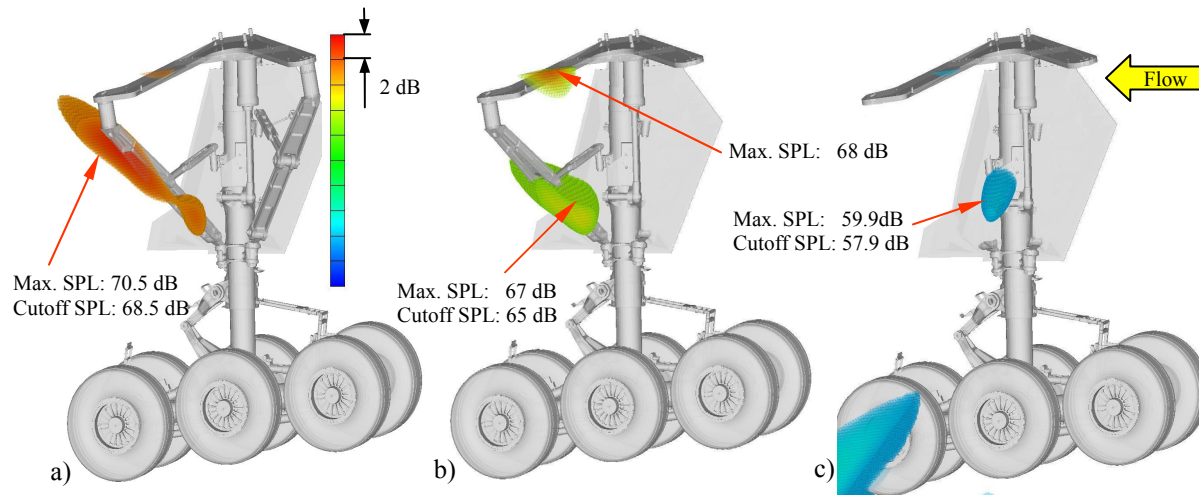 2 dB
Max. SPL: 70.5 dB
Cutoff SPL: 68.5 dB
a)
Max. SPL: 68 dB
Max. SPL: 67 dB
Cutoff SPL: 65 dB
b)
Flow
Max. SPL: 59.9dB
Cutoff SPL: 57.9 dB
c)